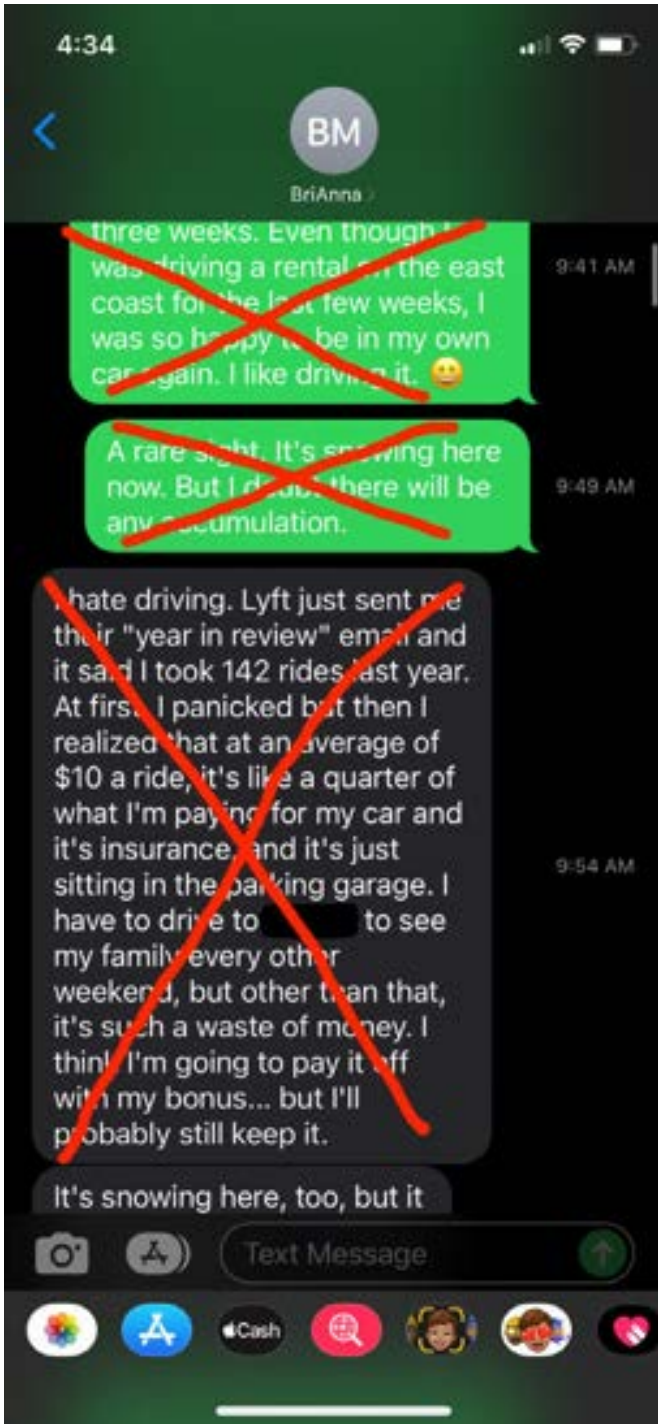 4:34
BM
BriAnna
three weeks. Even though I
was driving a rental on the east
coast for the last few weeks, I
was so happy to be in my own
car again. I like driving it. 😀
9:41 AM
A rare sight. It's snowing here
now. But I doubt there will be
any accumulation.
9:49 AM
I hate driving. Lyft just sent me
their "year in review" email and
it said I took 142 rides last year.
At first I panicked but then I
realized that at an average of
$10 a ride, it's like a quarter of
what I'm paying for my car and
it's insurance, and it's just
sitting in the parking garage. I
have to drive to to see
my family every other
weekend, but other than that,
it's such a waste of money. I
think I'm going to pay it off
with my bonus... but I'll
probably still keep it.
9:54 AM
It's snowing here, too, but it
Text Message
Cash